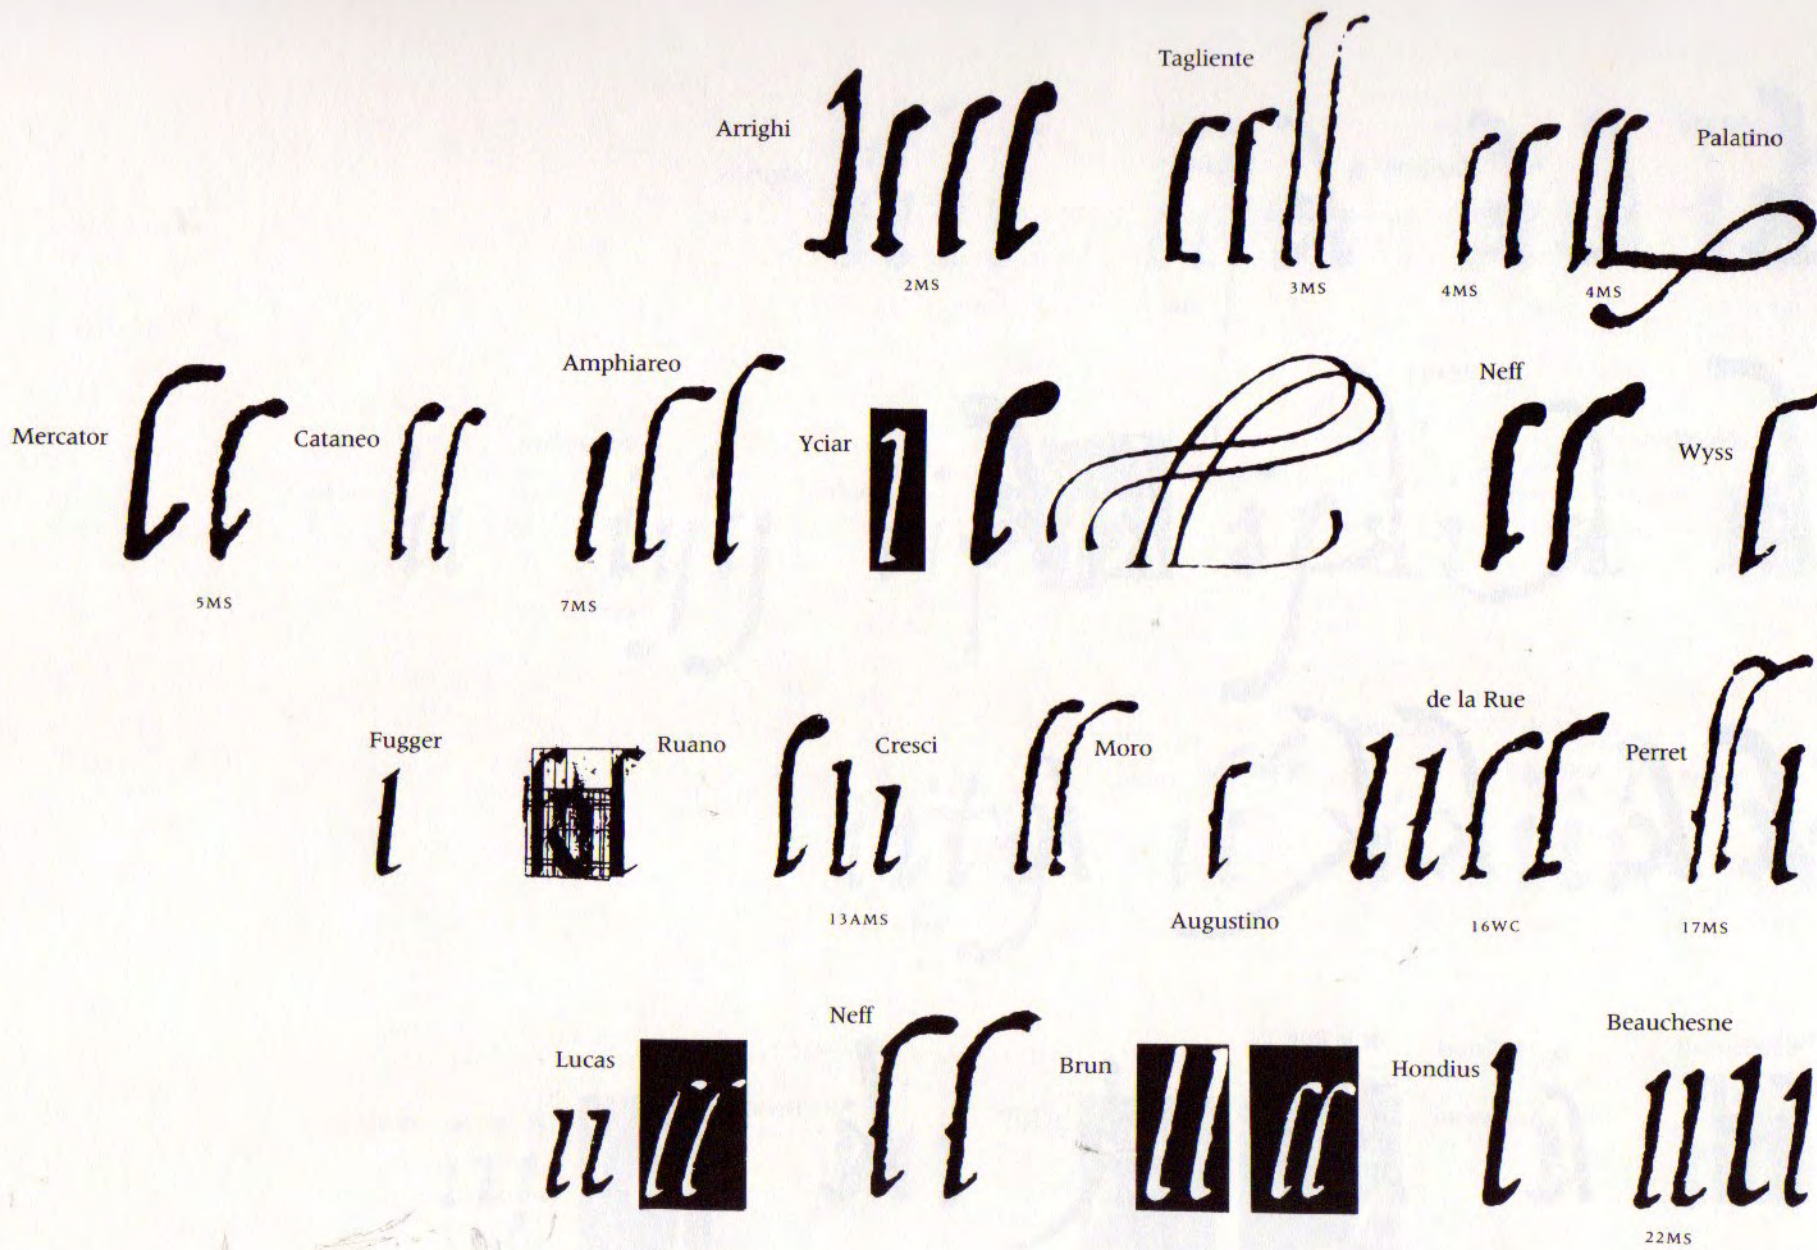 Tagliente
Arrighi
Palatino
2MS
3MS
4MS
4MS
Amphiareo
Neff
Mercator
Cataneo
Yciar
Wyss
5MS
7MS
de la Rue
Fugger
Ruano
Cresci
Moro
Perret
13AMS
Augustino
16WC
17MS
Neff
Beauchesne
Lucas
Brun
Hondius
22MS